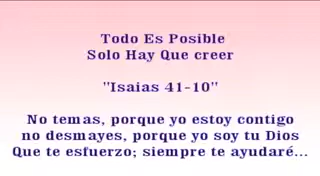 Todo Es Posible
Solo Hay Que creer
"Isaias 41-10"
No temas, porque yo estoy contigo
no desmayes, porque yo soy tu Dios
Que te esfuerzo; siempre te ayudaré...